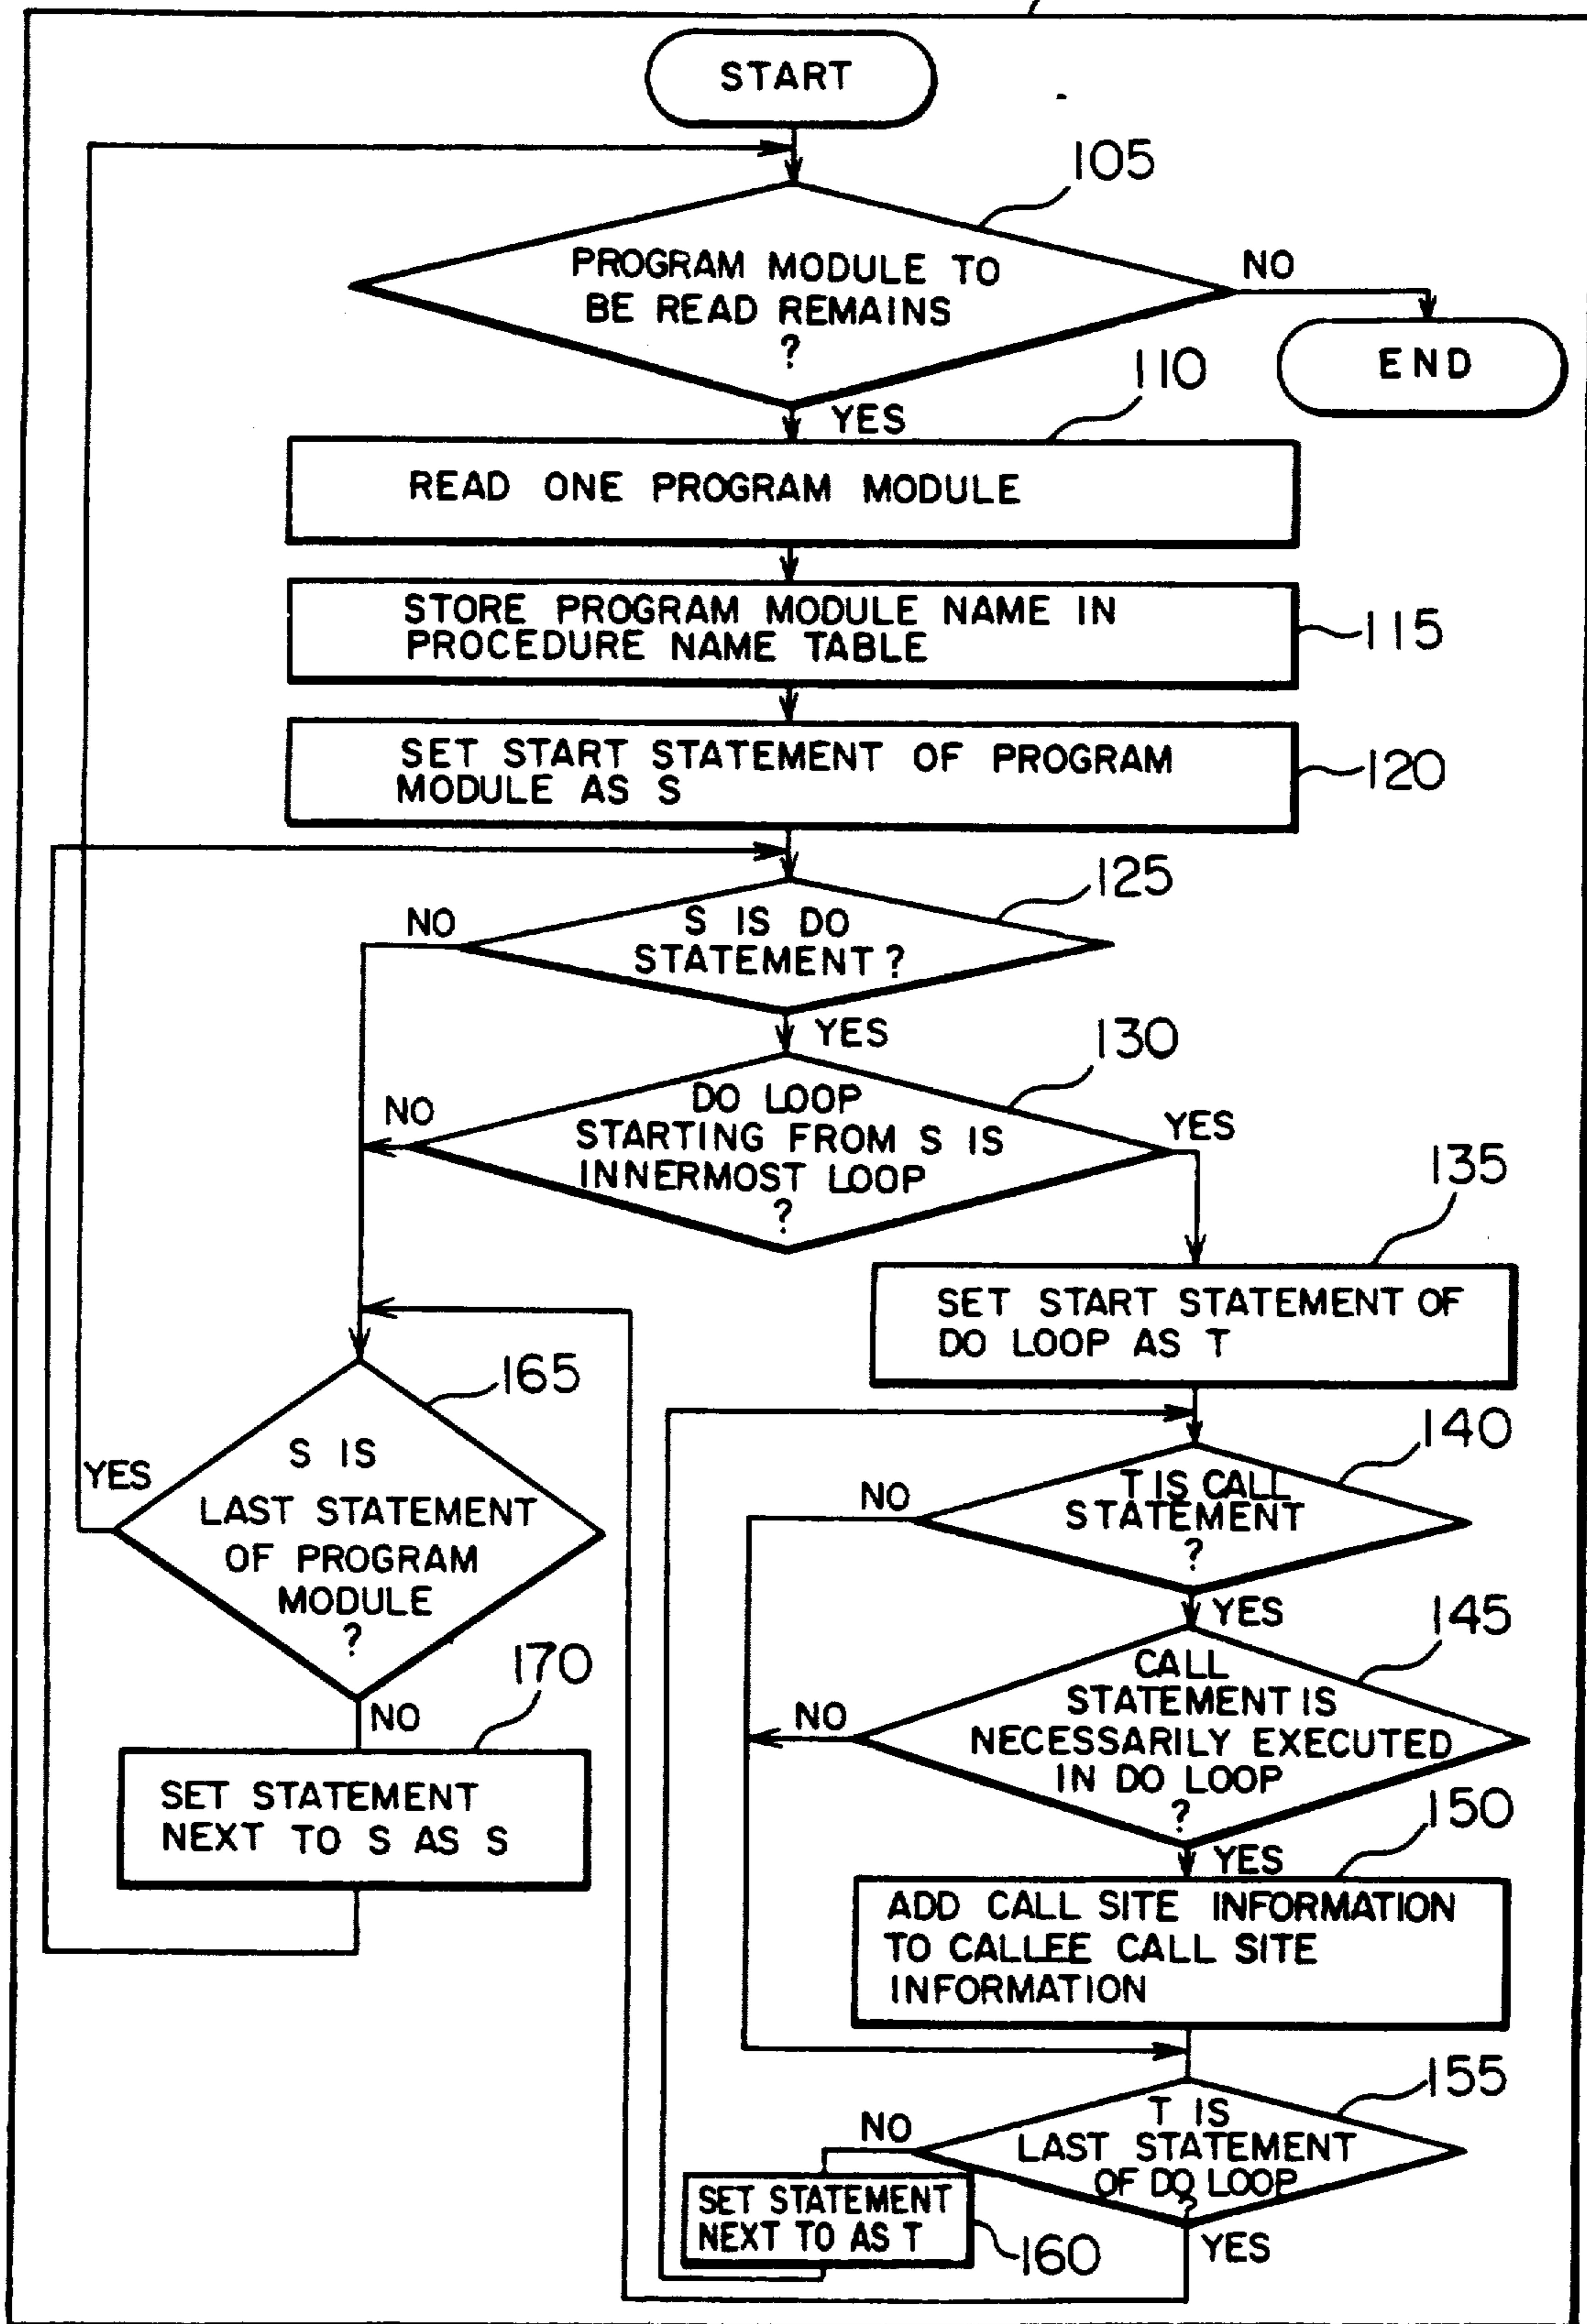 START
105
PROGRAM MODULE TO
BE READ REMAINS
?
NO
END
YES
110
READ ONE PROGRAM MODULE
STORE PROGRAM MODULE NAME IN
PROCEDURE NAME TABLE
115
SET START STATEMENT OF PROGRAM
MODULE AS S
120
125
NO
S IS DO
STATEMENT?
YES
130
NO
DO LOOP
STARTING FROM S IS
INNERMOST LOOP
?
YES
135
SET START STATEMENT OF
DO LOOP AS T
165
YES
S IS
LAST STATEMENT
OF PROGRAM
MODULE
?
NO
170
SET STATEMENT
NEXT TO S AS S
140
NO
T IS CALL
STATEMENT
?
YES
145
NO
CALL
STATEMENT IS
NECESSARILY EXECUTED
IN DO LOOP
?
YES
150
ADD CALL SITE INFORMATION
TO CALLEE CALL SITE
INFORMATION
155
NO
T IS
LAST STATEMENT
OF DO LOOP
?
YES
SET STATEMENT
NEXT TO AS T
160